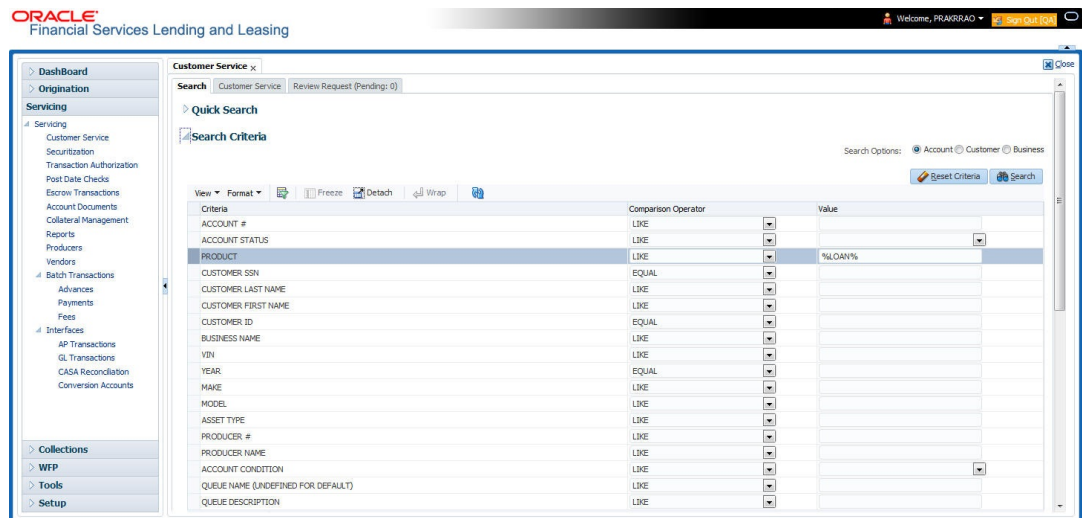 ORACLE
Financial Services Lending and Leasing
Welcome, PRAKRRAO
Sign Out [QA]
Close
DashBoard
Origination
Servicing
Servicing
Customer Service
Securitization
Transaction Authorization
Post Date Checks
Escrow Transactions
Account Documents
Collateral Management
Reports
Producers
Vendors
Batch Transactions
Advances
Payments
Fees
Interfaces
AP Transactions
GL Transactions
CASA Reconciliation
Conversion Accounts
Collections
WFP
Tools
Setup
Customer Service x
Search Customer Service Review Request (Pending: 0)
Quick Search
Search Criteria
Search Options: Account Customer Business
Reset Criteria Search
View Format Freeze Detach Wrap
Criteria Comparison Operator Value
ACCOUNT # LIKE
ACCOUNT STATUS LIKE
PRODUCT LIKE %LOAN%
CUSTOMER SSN EQUAL
CUSTOMER LAST NAME LIKE
CUSTOMER FIRST NAME LIKE
CUSTOMER ID EQUAL
BUSINESS NAME LIKE
VIN LIKE
YEAR EQUAL
MAKE LIKE
MODEL LIKE
ASSET TYPE LIKE
PRODUCER # LIKE
PRODUCER NAME LIKE
ACCOUNT CONDITION LIKE
QUEUE NAME (UNDEFINED FOR DEFAULT) LIKE
QUEUE DESCRIPTION LIKE